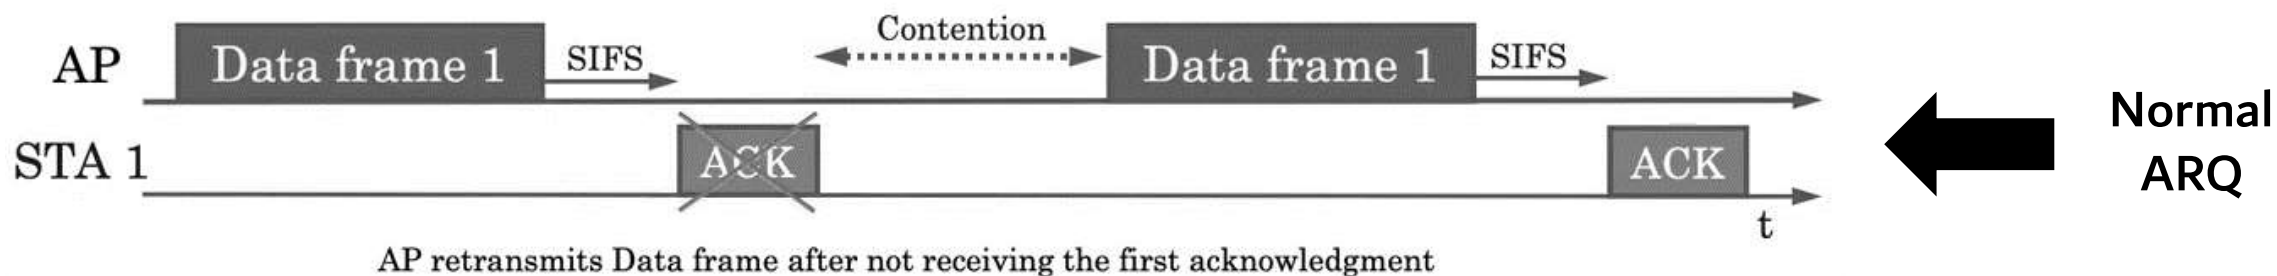 Contention
AP
Data frame 1
SIFS
Data frame 1
SIFS
Normal
ARQ
STA 1
ACK
ACK
t
AP retransmits Data frame after not receiving the first acknowledgment